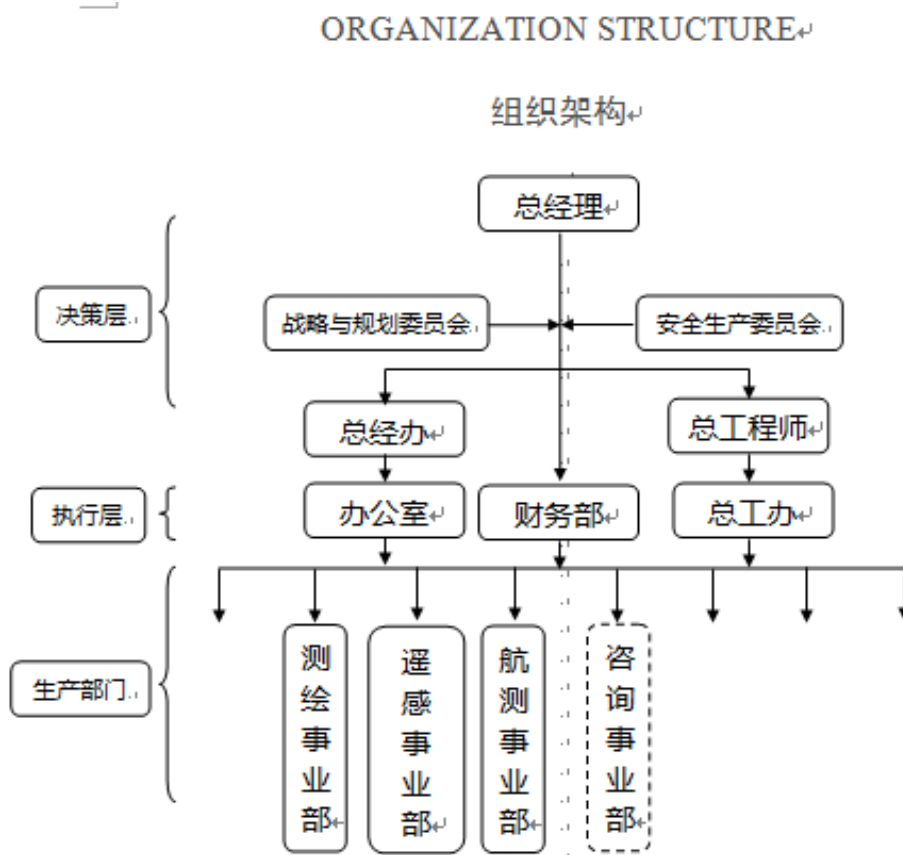 ORGANIZATION STRUCTURE
组织架构
总经理
决策层
战略与规划委员会
安全生产委员会
总经办
总工程师
执行层
办公室
财务部
总工办
生产部门
测绘事业部
遥感事业部
航测事业部
咨询事业部